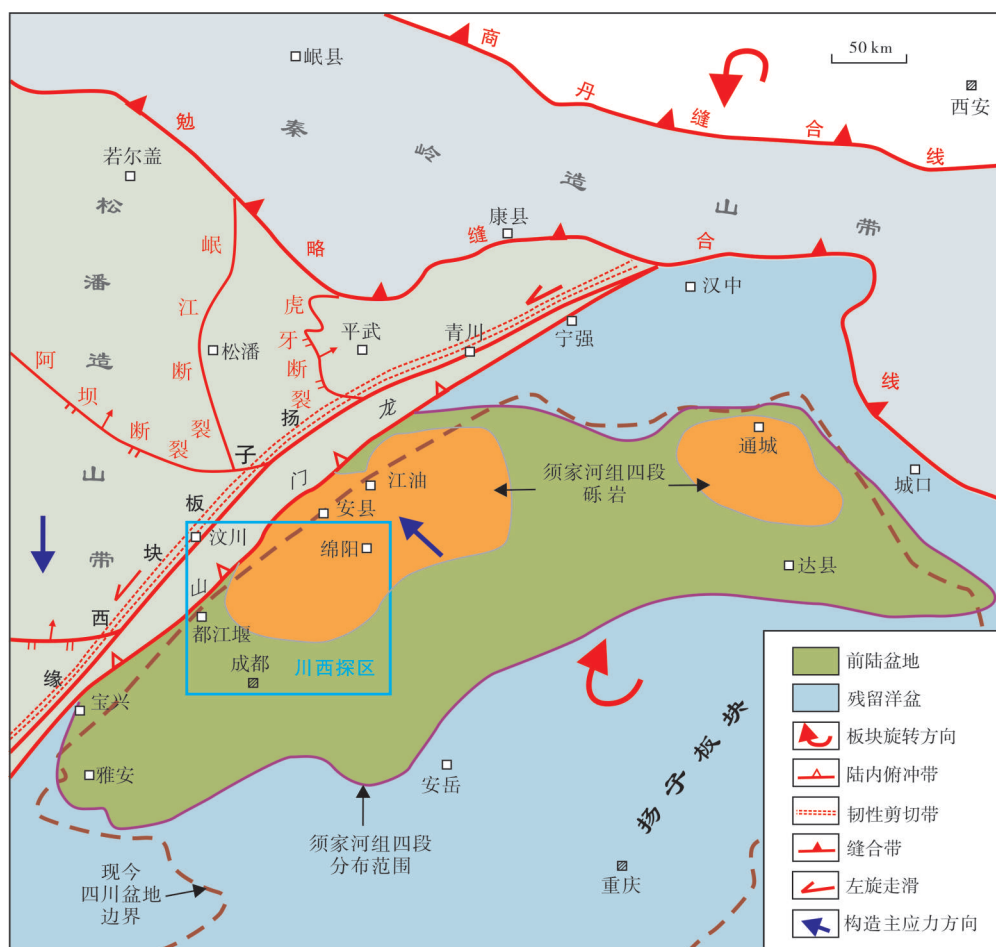 商丹缝合线
50 km
岷县
西安
勉略缝合线
秦岭造山带
若尔盖
康县
松潘造山带
岷江断裂
汉中
虎牙断裂
平武
青川
宁强
松潘
阿坝断裂
扬子板块西缘
龙门山
通城
须家河组四段
砾岩
江油
城口
安县
汶川
绵阳
达县
都江堰
川西探区
成都
宝兴
雅安
安岳
扬子板块
须家河组四段
分布范围
现今
四川盆地
边界
重庆
前陆盆地
残留洋盆
板块旋转方向
陆内俯冲带
韧性剪切带
缝合带
左旋走滑
构造主应力方向